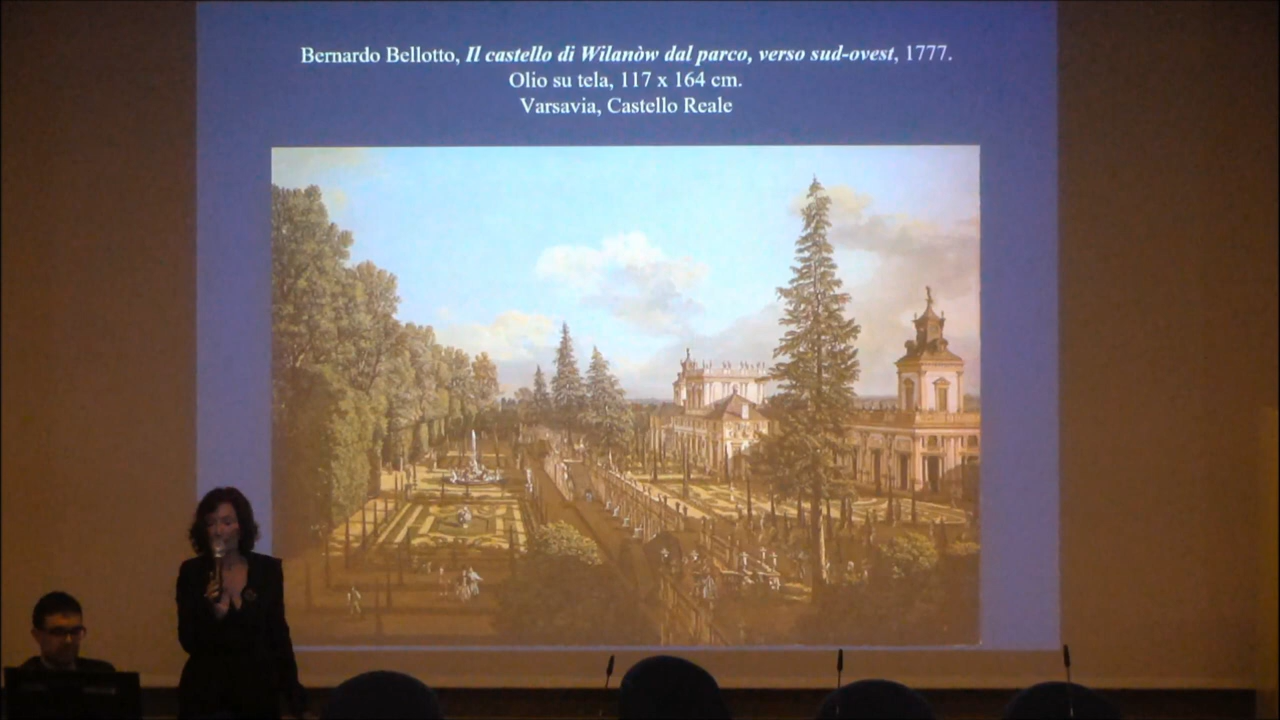 Bernardo Bellotto, Il castello di Wilanòw dal parco, verso sud-ovest, 1777.
Olio su tela, 117 x 164 cm.
Varsavia, Castello Reale